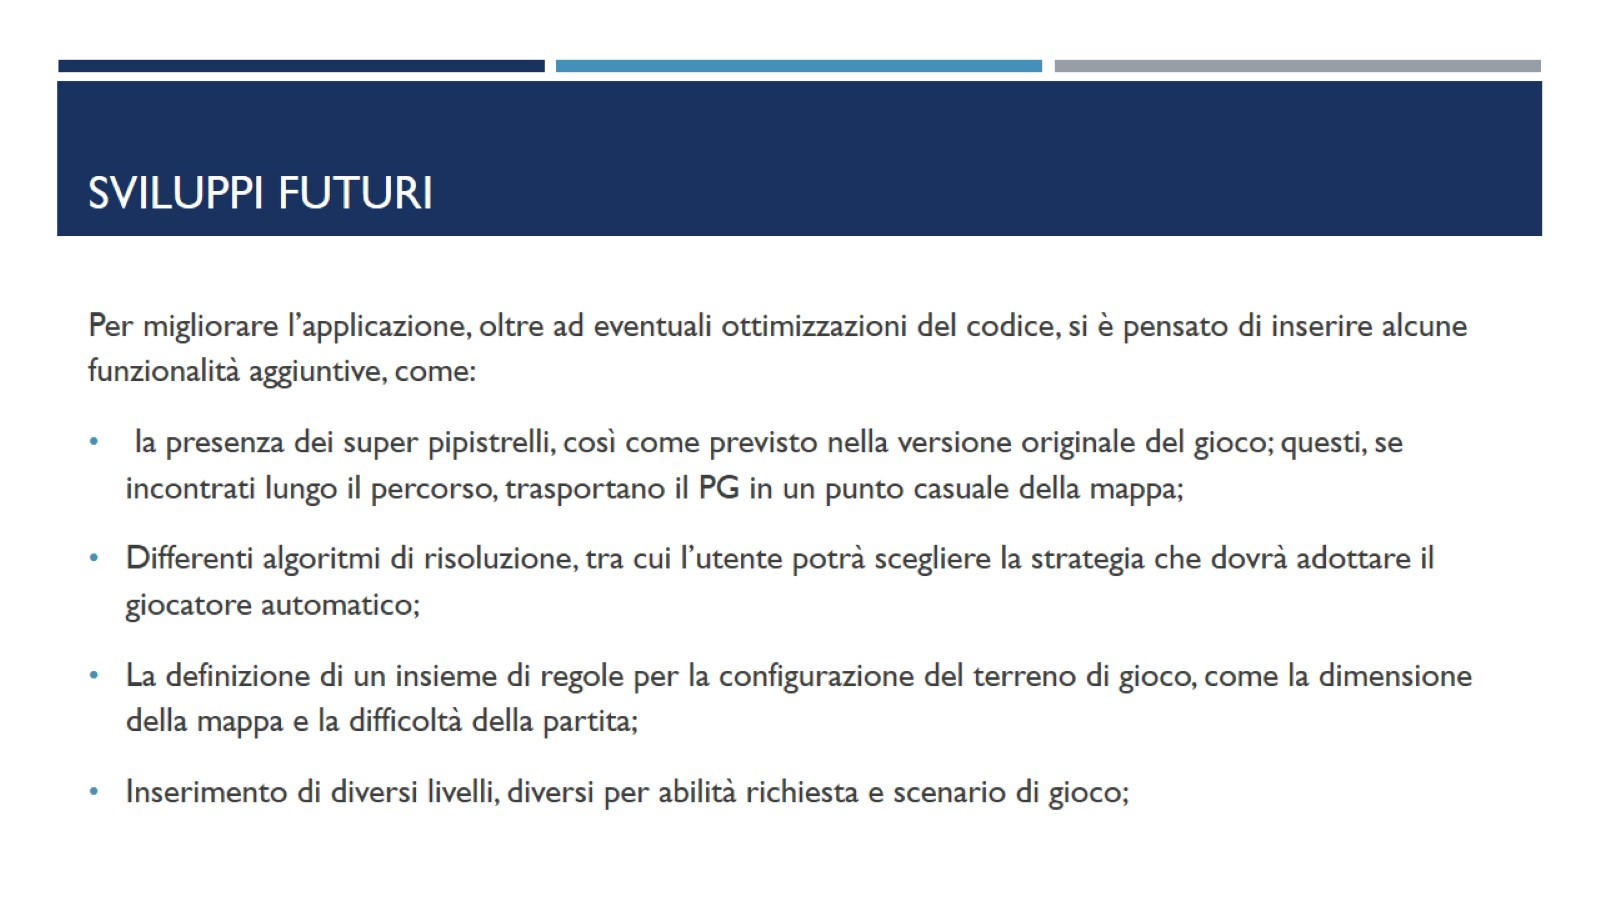 SVILUPPI FUTURI
Per migliorare l’applicazione, oltre ad eventuali ottimizzazioni del codice, si è pensato di inserire alcune
funzionalità aggiuntive, come:
• la presenza dei super pipistrelli, così come previsto nella versione originale del gioco; questi, se
incontrati lungo il percorso, trasportano il PG in un punto casuale della mappa;
• Differenti algoritmi di risoluzione, tra cui l’utente potrà scegliere la strategia che dovrà adottare il
giocatore automatico;
• La definizione di un insieme di regole per la configurazione del terreno di gioco, come la dimensione
della mappa e la difficoltà della partita;
• Inserimento di diversi livelli, diversi per abilità richiesta e scenario di gioco;